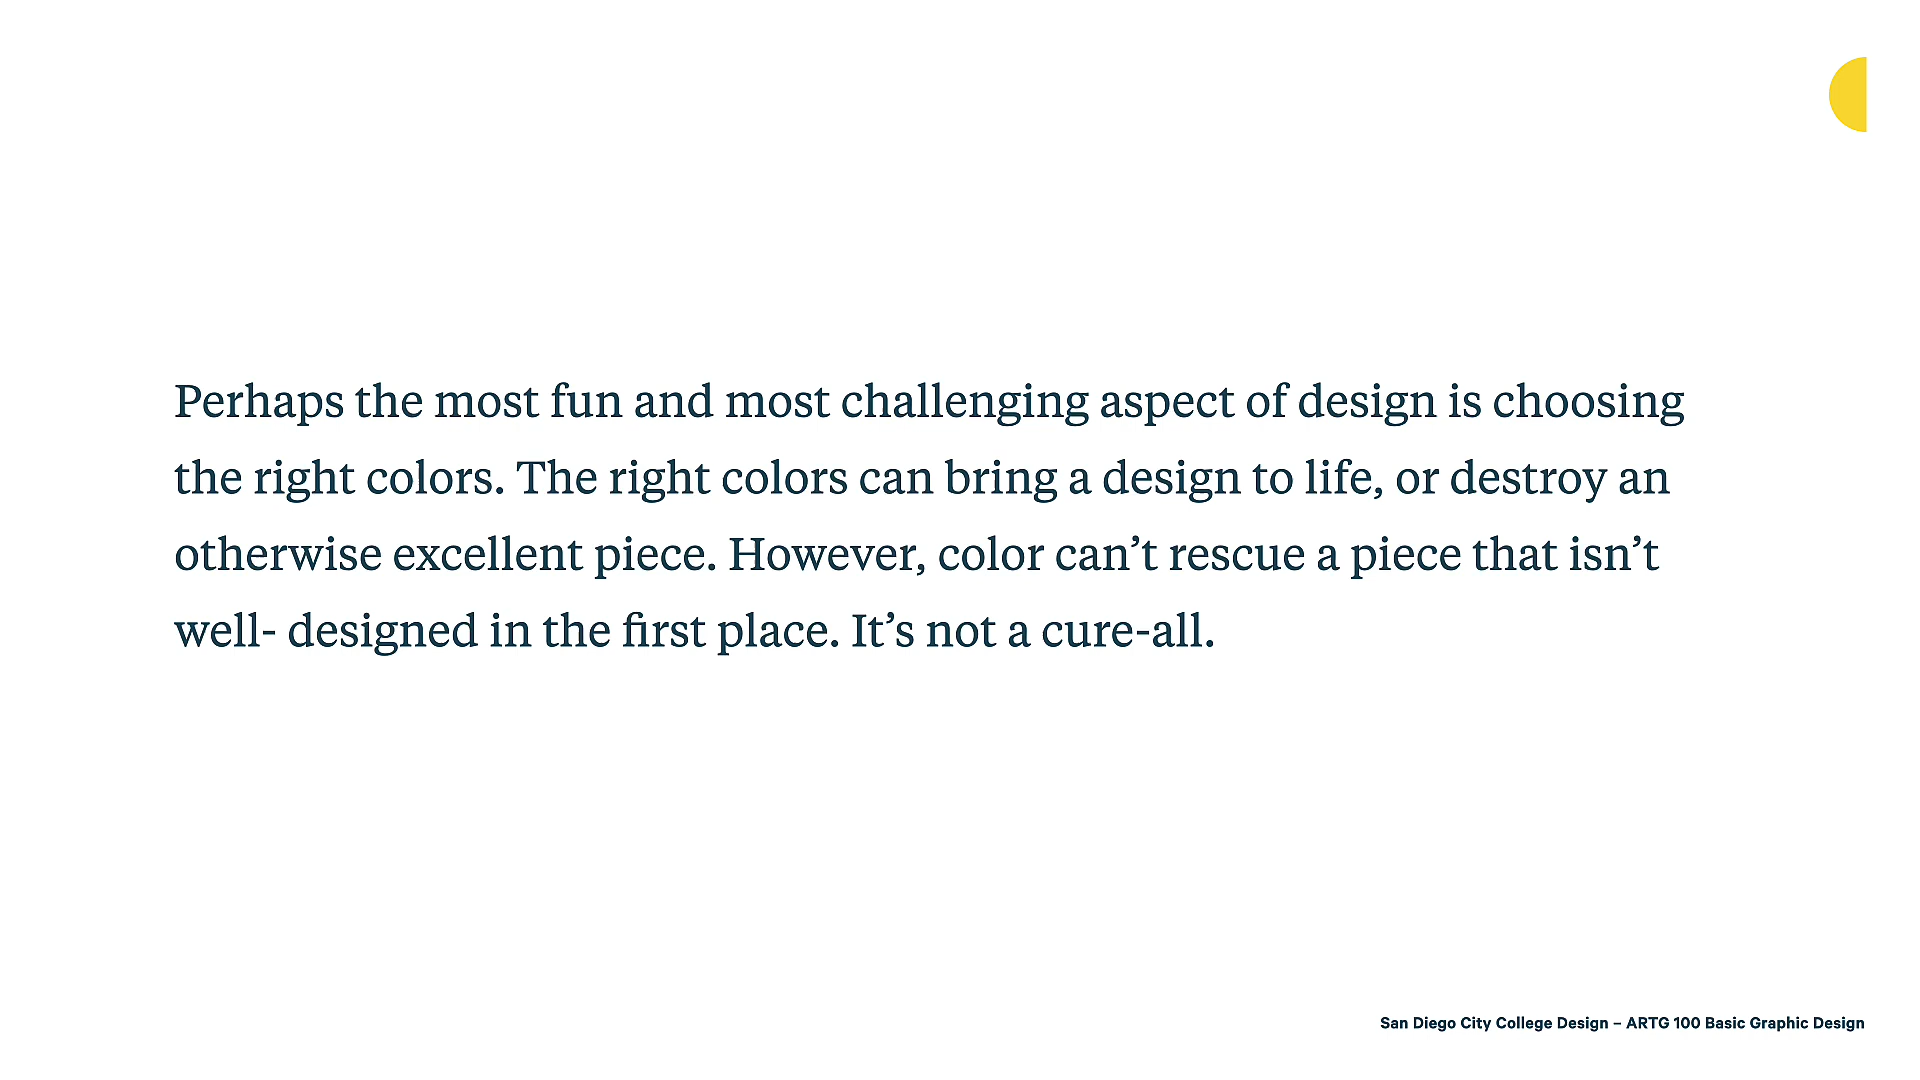 Perhaps the most fun and most challenging aspect of design is choosing
the right colors. The right colors can bring a design to life, or destroy an
otherwise excellent piece. However, color can’t rescue a piece that isn’t
well- designed in the first place. It’s not a cure-all.
San Diego City College Design – ARTG 100 Basic Graphic Design